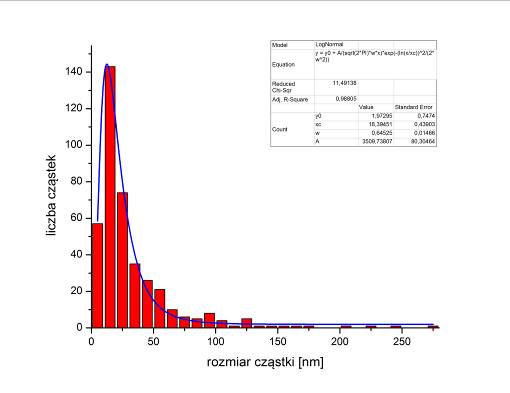 Model LogNormal
Equation y = y0 + A/(sqrt(2*PI)*w*x)*exp(-(ln(x/xc))^2/(2*
w^2))
Reduced
Chi-Sqr 11,49138
Adj. R-Square 0,98805
Value Standard Error
Count y0 1,97295 0,7474
xc 18,39451 0,43903
w 0,64525 0,01466
A 3509,73807 80,30464
140
120
100
80
60
40
20
0
liczba cząstek
0 50 100 150 200 250
rozmiar cząstki [nm]